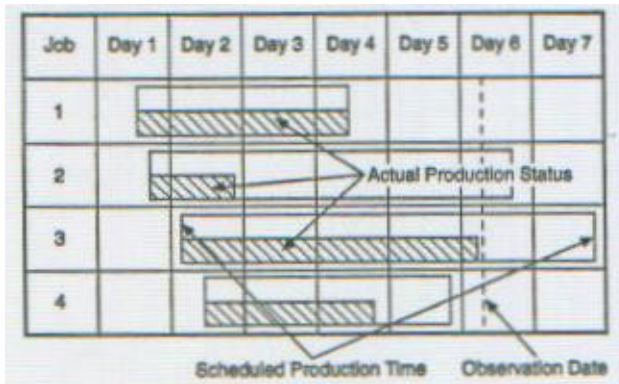 Job Day 1 Day 2 Day 3 Day 4 Day 5 Day 6 Day 7
1
2
Actual Production Status
3
4
Scheduled Production Time
Observation Date